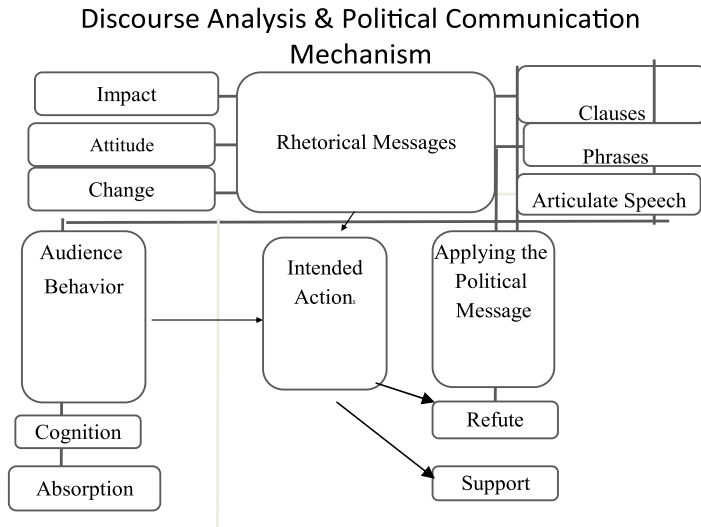 Discourse Analysis & Political Communication
Mechanism
Impact
Attitude
Change
Rhetorical Messages
Clauses
Phrases
Articulate Speech
Audience
Behavior
Intended
Actions
Applying the
Political
Message
Cognition
Absorption
Refute
Support